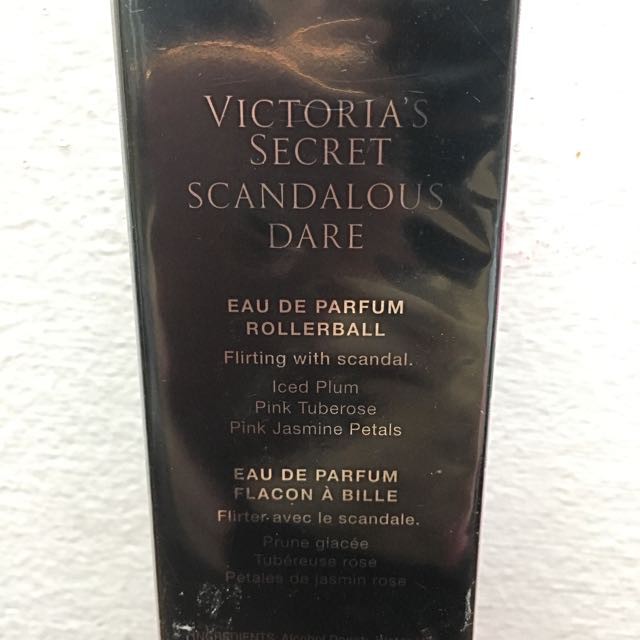 VICTORIA'S
SECRET
SCANDALOUS
DARE
EAU DE PARFUM
ROLLERBALL
Flirting with scandal.
Iced Plum
Pink Tuberose
Pink Jasmine Petals
EAU DE PARFUM
FLACON À BILLE
Flirter avec le scandale.
Prune glacée
Tubéreuse rose
Pétales de jasmin rose
INGREDIENTS: